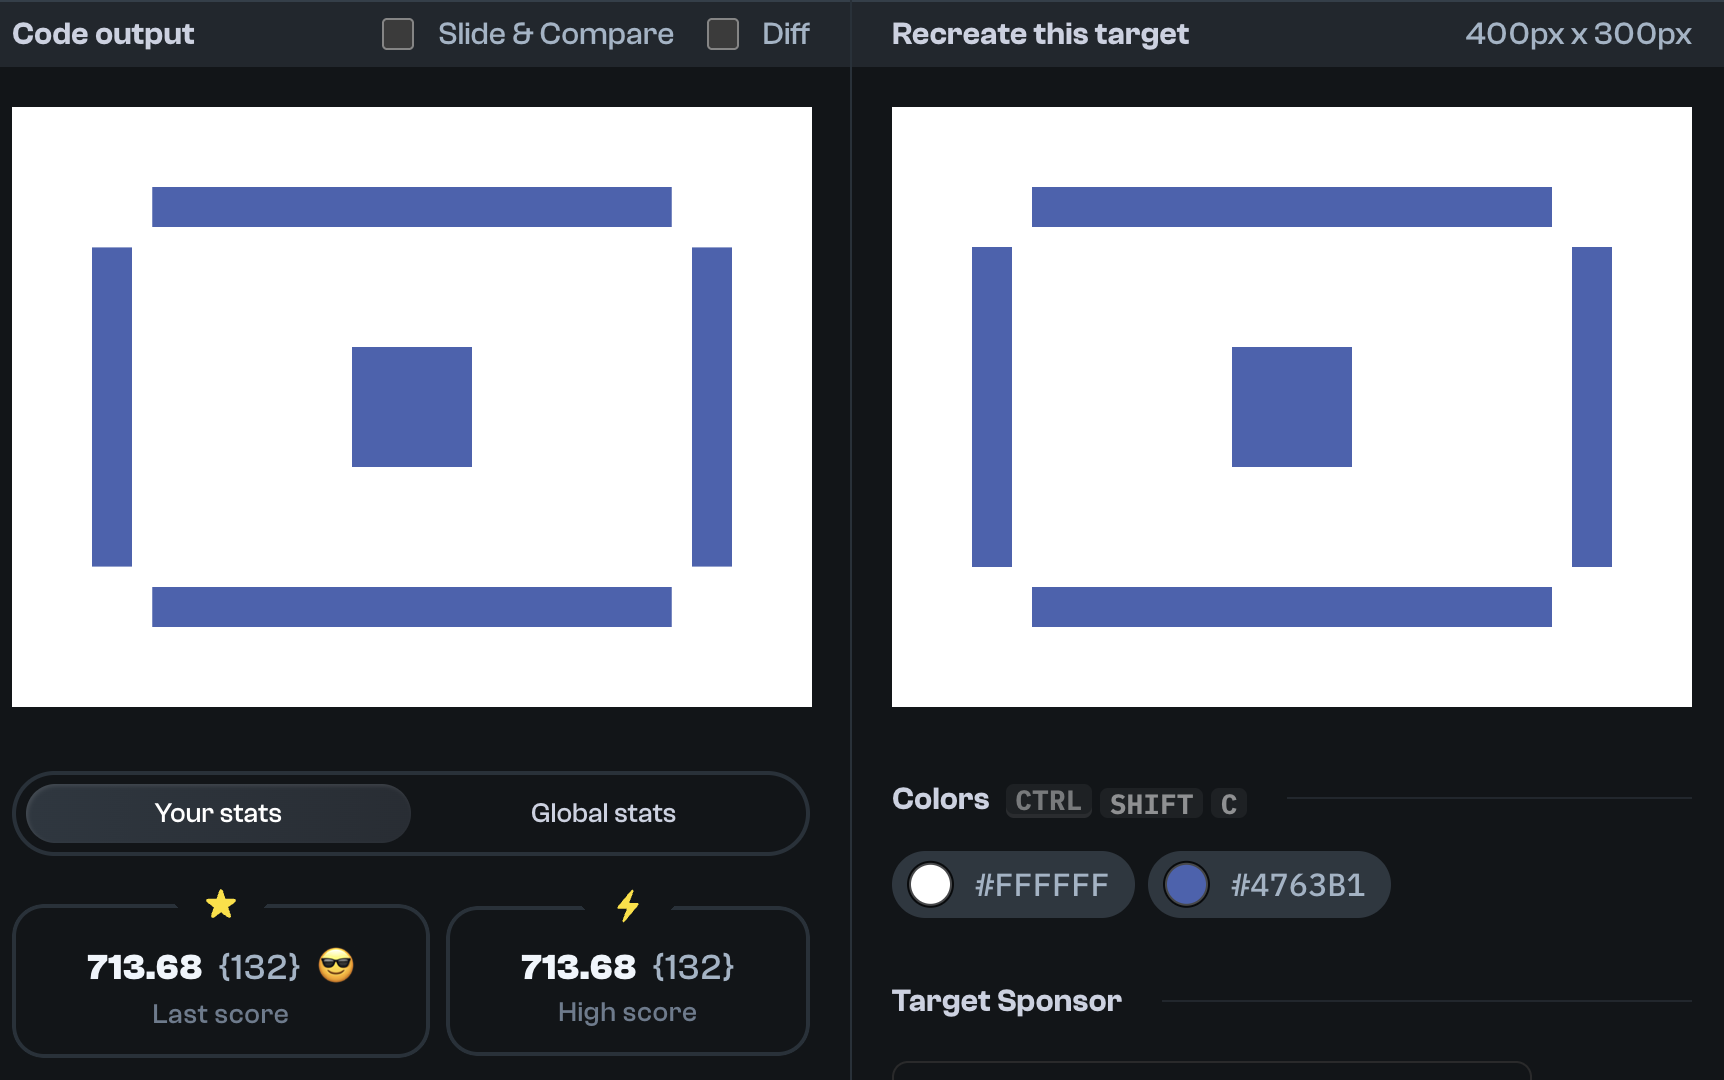 Code output
Slide & Compare
Diff
Recreate this target
400px x 300px
Your stats
Global stats
713.68 {132} 😎
Last score
713.68 {132}
High score
Colors CTRL SHIFT C
#FFFFFF
#4763B1
Target Sponsor